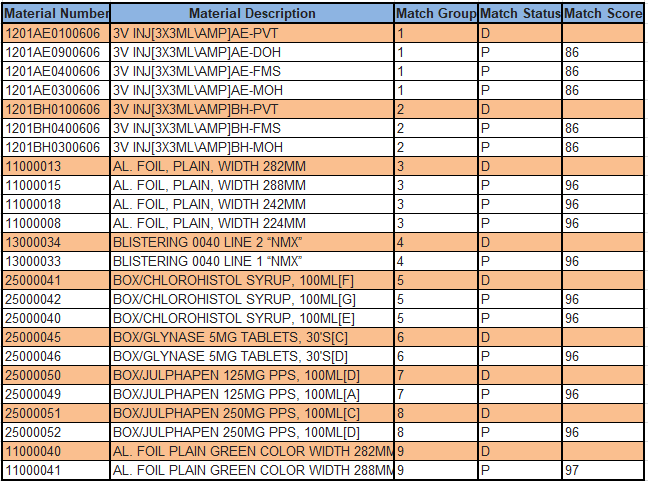 Material Number Material Description Match Group Match Status Match Score
1201AE0100606 3V INJ[3X3ML\AMP]AE-PVT 1 D
1201AE0900606 3V INJ[3X3ML\AMP]AE-DOH 1 P 86
1201AE0400606 3V INJ[3X3ML\AMP]AE-FMS 1 P 86
1201AE0300606 3V INJ[3X3ML\AMP]AE-MOH 1 P 86
1201BH0100606 3V INJ[3X3ML\AMP]BH-PVT 2 D
1201BH0400606 3V INJ[3X3ML\AMP]BH-FMS 2 P 86
1201BH0300606 3V INJ[3X3ML\AMP]BH-MOH 2 P 86
11000013 AL. FOIL, PLAIN, WIDTH 282MM 3 D
11000015 AL. FOIL, PLAIN, WIDTH 288MM 3 P 96
11000018 AL. FOIL, PLAIN, WIDTH 242MM 3 P 96
11000008 AL. FOIL, PLAIN, WIDTH 224MM 3 P 96
13000034 BLISTERING 0040 LINE 2 “NMX” 4 D
13000033 BLISTERING 0040 LINE 1 “NMX” 4 P 96
25000041 BOX/CHLOROHISTOL SYRUP, 100ML[F] 5 D
25000042 BOX/CHLOROHISTOL SYRUP, 100ML[G] 5 P 96
25000040 BOX/CHLOROHISTOL SYRUP, 100ML[E] 5 P 96
25000045 BOX/GLYNASE 5MG TABLETS, 30'S[C] 6 D
25000046 BOX/GLYNASE 5MG TABLETS, 30'S[D] 6 P 96
25000050 BOX/JULPHAPEN 125MG PPS, 100ML[D] 7 D
25000049 BOX/JULPHAPEN 125MG PPS, 100ML[A] 7 P 96
25000051 BOX/JULPHAPEN 250MG PPS, 100ML[C] 8 D
25000052 BOX/JULPHAPEN 250MG PPS, 100ML[D] 8 P 96
11000040 AL. FOIL PLAIN GREEN COLOR WIDTH 282MM 9 D
11000041 AL. FOIL PLAIN GREEN COLOR WIDTH 288MM 9 P 97